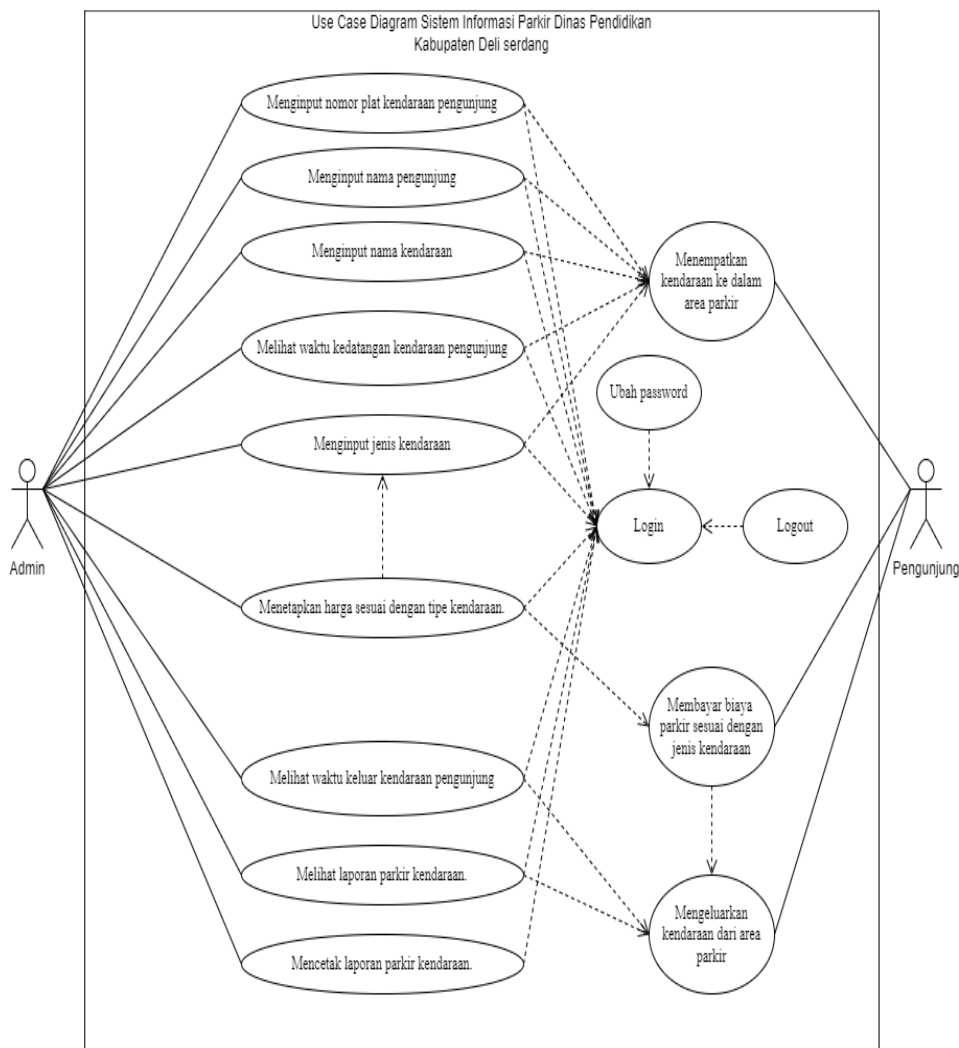 Use Case Diagram Sistem Informasi Parkir Dinas Pendidikan
Kabupaten Deli serdang
Menginput nomor plat kendaraan pengunjung
Menginput nama pengunjung
Menginput nama kendaraan
Menempatkan
kendaraan ke dalam
area parkir
Melihat waktu kedatangan kendaraan pengunjung
Ubah password
Menginput jenis kendaraan
Login
Logout
Admin
Pengunjung
Menetapkan harga sesuai dengan tipe kendaraan.
Membayar biaya
parkir sesuai dengan
jenis kendaraan
Melihat waktu keluar kendaraan pengunjung
Melihat laporan parkir kendaraan.
Mengeluarkan
kendaraan dari area
parkir
Mencetak laporan parkir kendaraan.